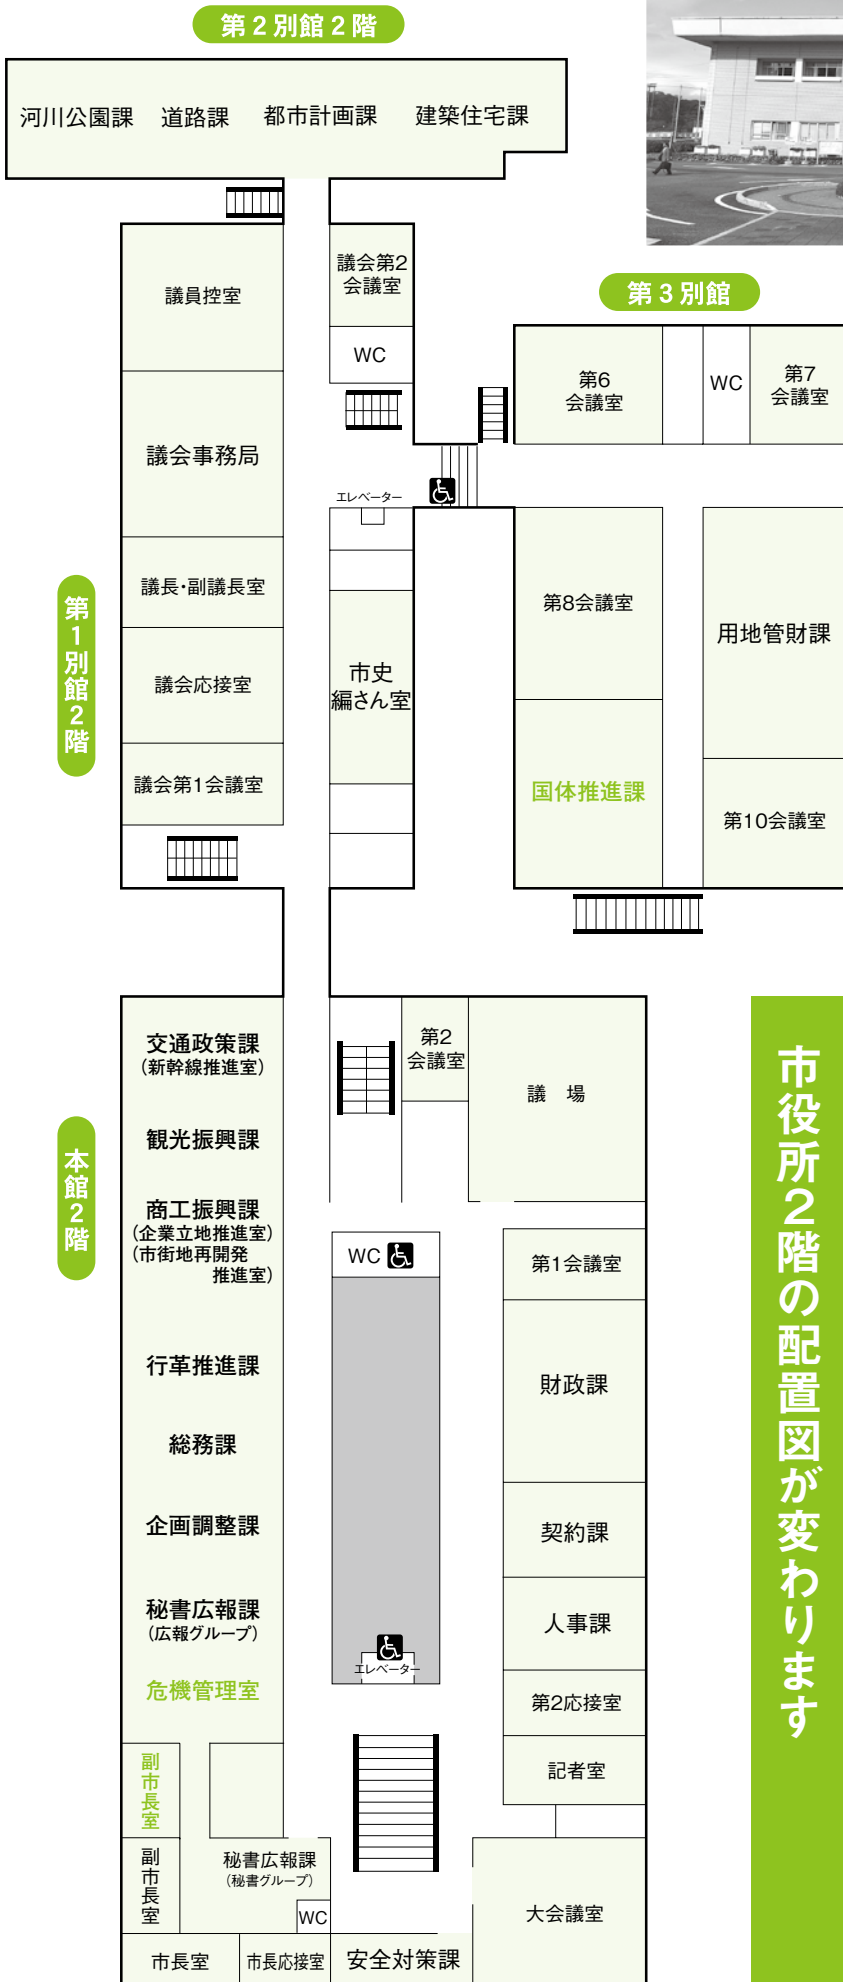 第2別館2階
河川公園課
道路課
都市計画課
建築住宅課
議員控室
議会第2
会議室
WC
第3別館
第6
会議室
WC
第7
会議室
議会事務局
エレベーター
議長・副議長室
第1別館2階
議会応接室
市史
編さん室
議会第1会議室
第8会議室
用地管財課
国体推進課
第10会議室
市役所2階の配置図が変わります
本館2階
交通政策課
(新幹線推進室)
観光振興課
商工振興課
(企業立地推進室)
(市街地再開発
推進室)
行革推進課
総務課
企画調整課
秘書広報課
(広報グループ)
危機管理室
副市長室
副市長室
秘書広報課
(秘書グループ)
WC
市長室
市長応接室
安全対策課
第2
会議室
議 場
WC
エレベーター
第1会議室
財政課
契約課
人事課
第2応接室
記者室
大会議室